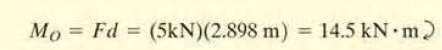 M_O = Fd = (5kN)(2.898 m) = 14.5 kN · m⤸